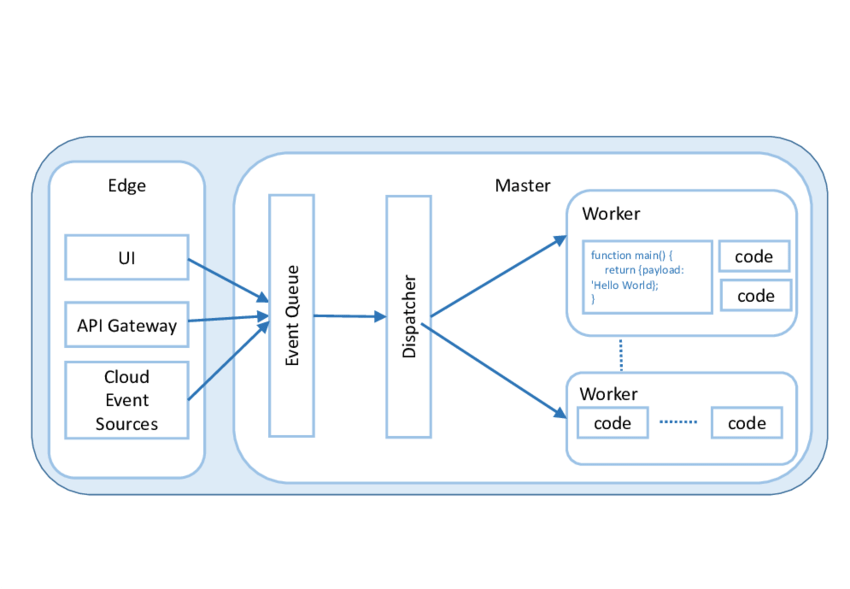 Edge
UI
API Gateway
Cloud
Event
Sources
Master
Event Queue
Dispatcher
Worker
function main() {
return {payload:
'Hello World};
}
code
code
Worker
code
code